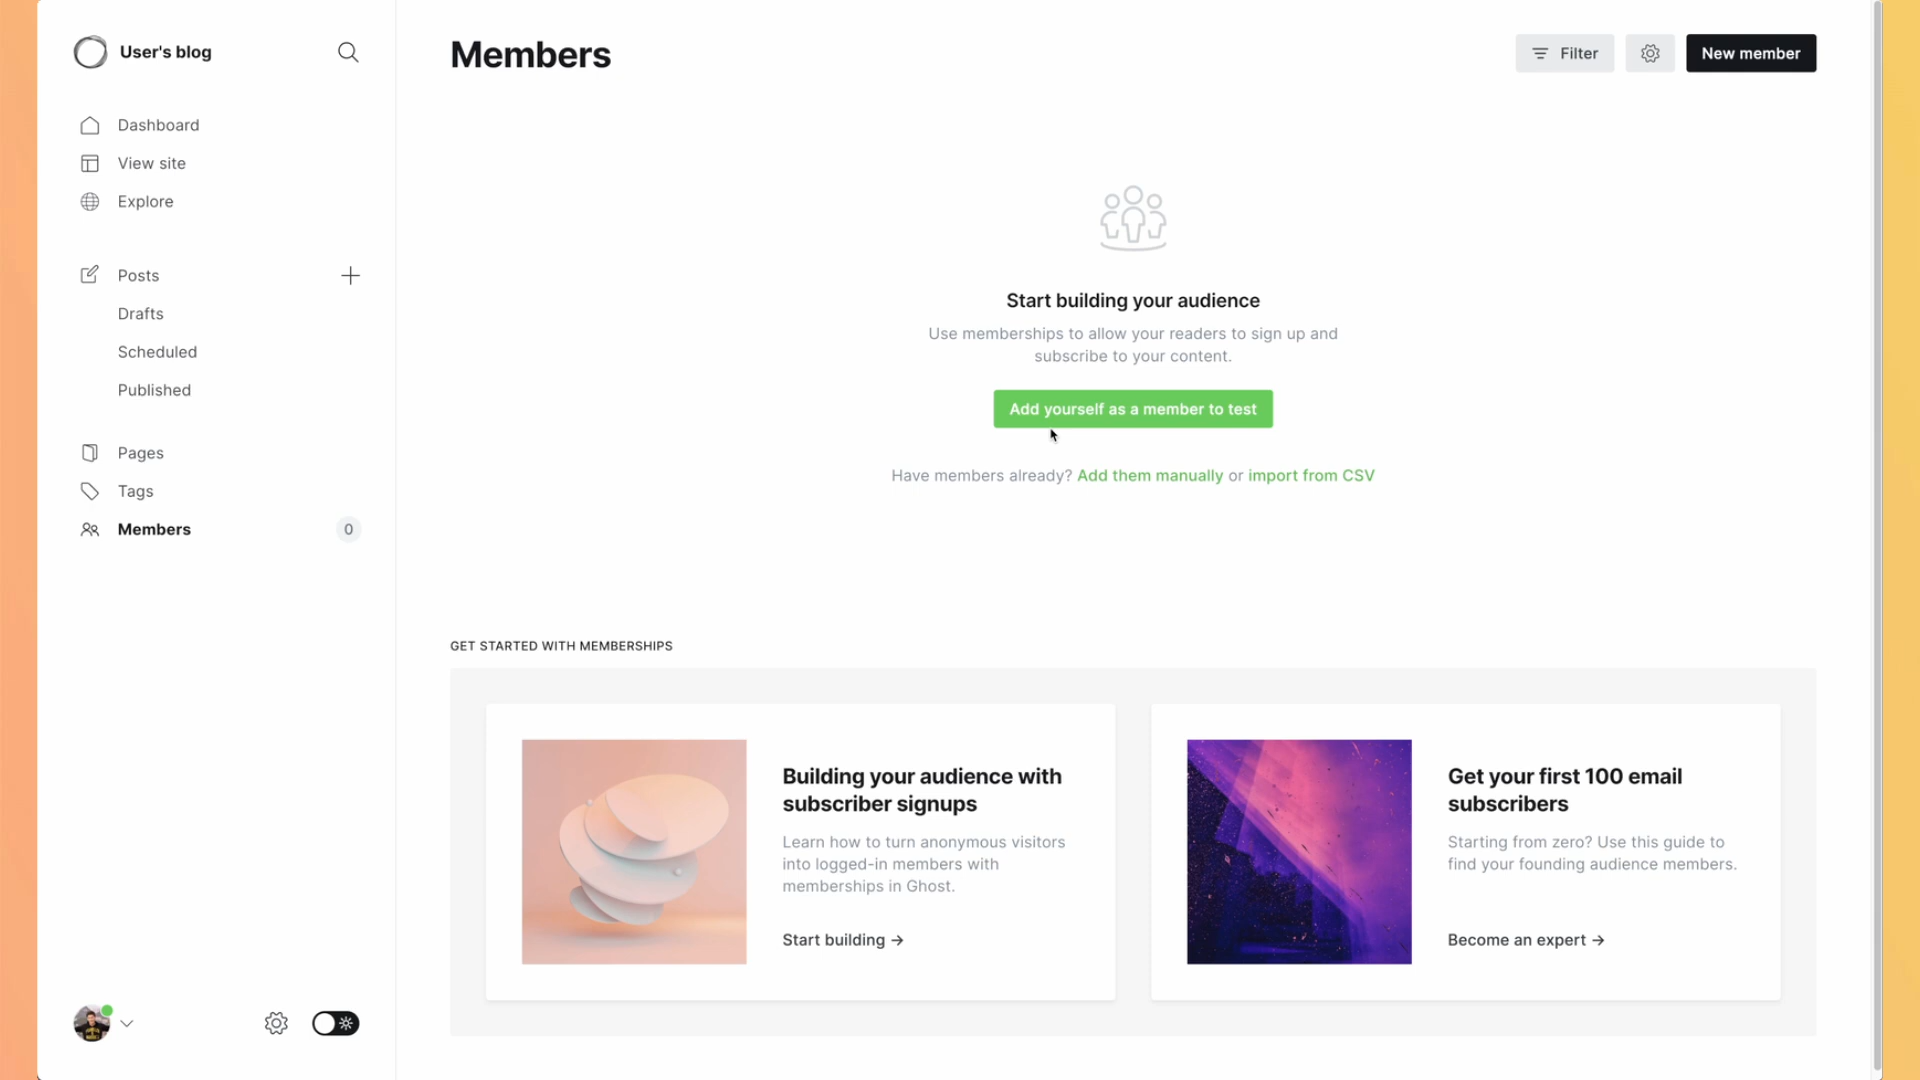 User's blog
Dashboard
View site
Explore
Posts
Drafts
Scheduled
Published
Pages
Tags
Members
0
Members
Filter
New member
Start building your audience
Use memberships to allow your readers to sign up and
subscribe to your content.
Add yourself as a member to test
Have members already? Add them manually or import from CSV
GET STARTED WITH MEMBERSHIPS
Building your audience with
subscriber signups
Learn how to turn anonymous visitors
into logged-in members with
memberships in Ghost.
Start building →
Get your first 100 email
subscribers
Starting from zero? Use this guide to
find your founding audience members.
Become an expert →